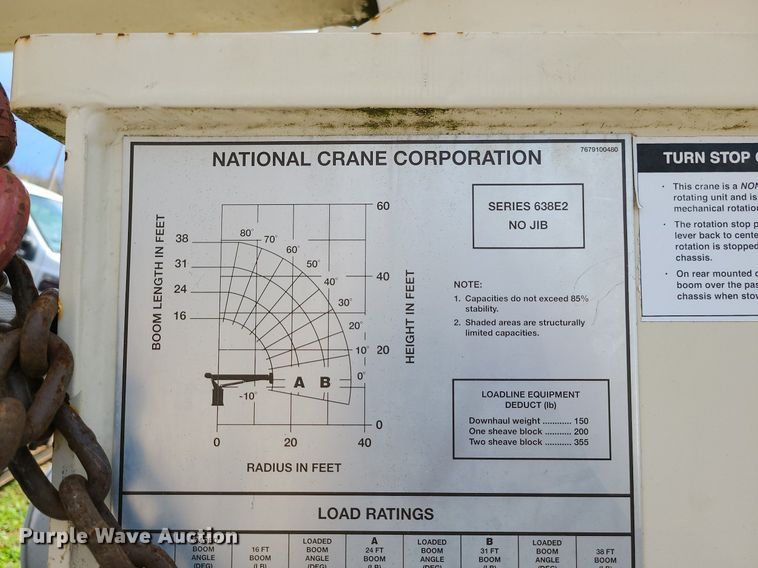 NATIONAL CRANE CORPORATION
7679100480
SERIES 638E2
NO JIB
BOOM LENGTH IN FEET
38
31
24
16
80°
70°
60°
50°
40°
30°
20°
10°
0°
-10°
A
B
60
40
20
0
HEIGHT IN FEET
0
20
40
RADIUS IN FEET
NOTE:
1. Capacities do not exceed 85%
stability.
2. Shaded areas are structurally
limited capacities.
LOADLINE EQUIPMENT
DEDUCT (lb)
Downhaul weight ............ 150
One sheave block ........... 200
Two sheave block ........... 355
LOAD RATINGS
BOOM
ANGLE
(DEG)
16 FT
BOOM
(LB)
LOADED
BOOM
ANGLE
(DEG)
A
24 FT
BOOM
(LB)
LOADED
BOOM
ANGLE
(DEG)
B
31 FT
BOOM
(LB)
LOADED
BOOM
ANGLE
(DEG)
38 FT
BOOM
(LB)
TURN STOP
· This crane is a
rotating unit and is
mechanical
· The rotation stop
lever back to
rotation is stopped
chassis.
· On rear mounted
boom over the
chassis when
Purple Wave Auction